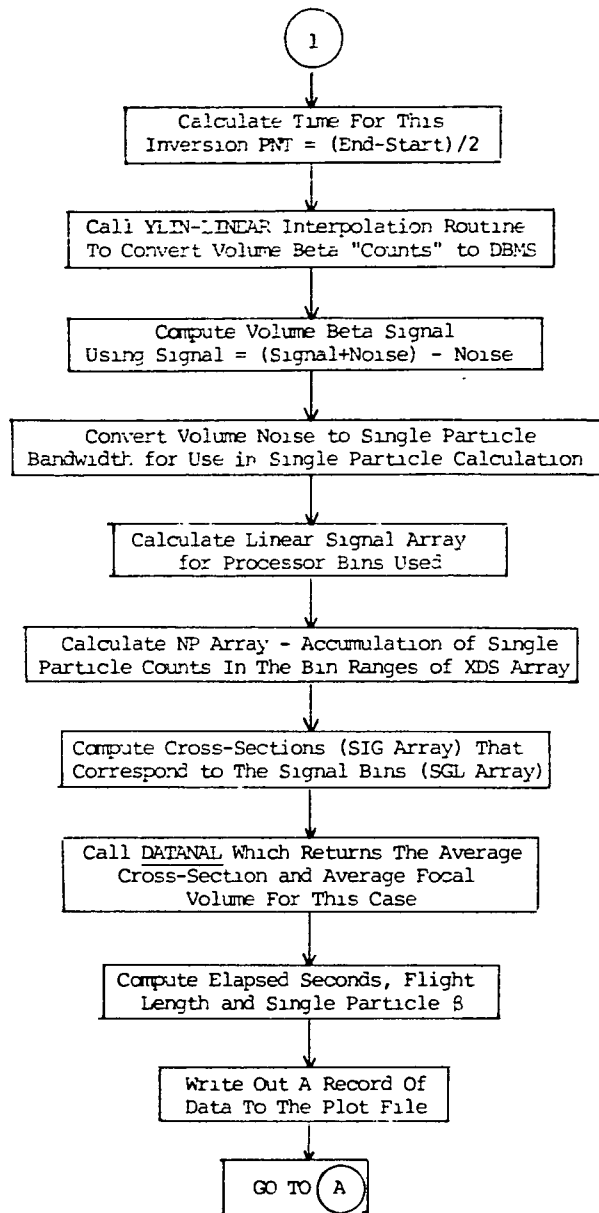 1
Calculate Time For This
Inversion PNT = (End-Start)/2
Call YLIN-LINEAR Interpolation Routine
To Convert Volume Beta "Counts" to DBMS
Compute Volume Beta Signal
Using Signal = (Signal+Noise) - Noise
Convert Volume Noise to Single Particle
Bandwidth for Use in Single Particle Calculation
Calculate Linear Signal Array
for Processor Bins Used
Calculate NP Array - Accumulation of Single
Particle Counts In The Bin Ranges of XDS Array
Compute Cross-Sections (SIG Array) That
Correspond to The Signal Bins (SGL Array)
Call DATANAL Which Returns The Average
Cross-Section and Average Focal
Volume For This Case
Compute Elapsed Seconds, Flight
Length and Single Particle β
Write Out A Record Of
Data To The Plot File
GO TO A